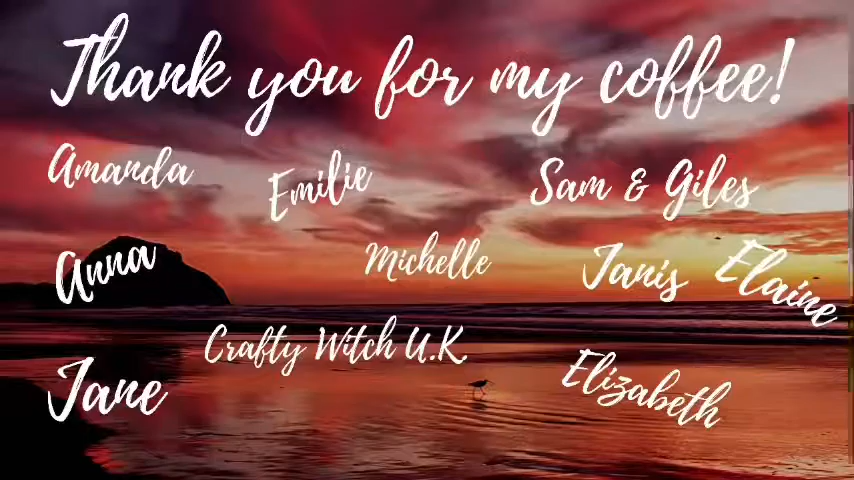 Thank you for my coffee!
Amanda
Emilie
Sam & Giles
Anna
Michelle
Janis
Elaine
Crafty Witch U.K.
Jane
Elizabeth